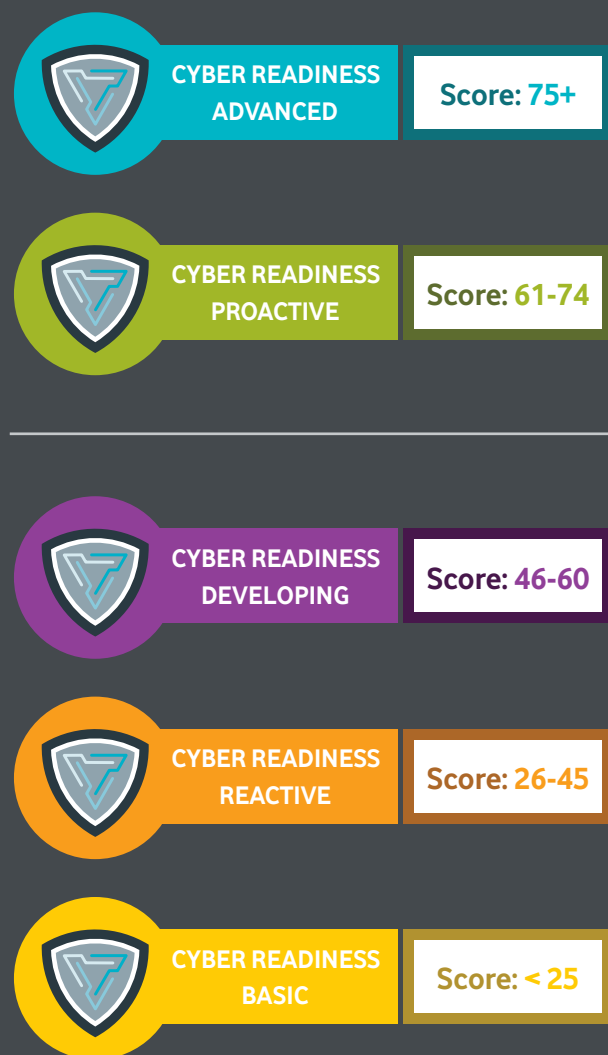 CYBER READINESS
ADVANCED
Score: 75+
CYBER READINESS
PROACTIVE
Score: 61-74
CYBER READINESS
DEVELOPING
Score: 46-60
CYBER READINESS
REACTIVE
Score: 26-45
CYBER READINESS
BASIC
Score: < 25